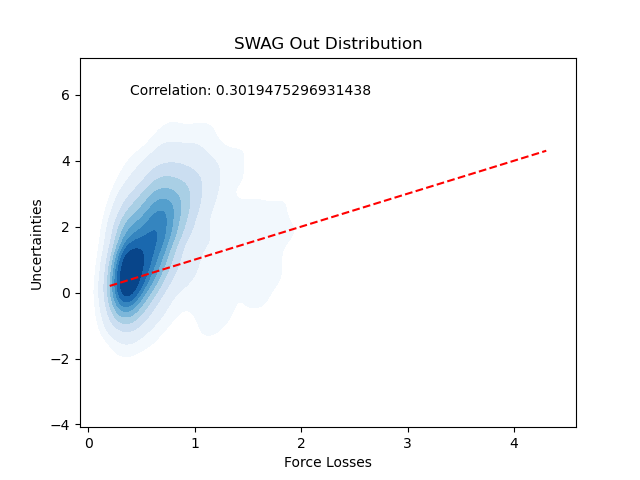 SWAG Out Distribution
Correlation: 0.3019475296931438
Uncertainties
6
4
2
0
−2
−4
0 1 2 3 4
Force Losses